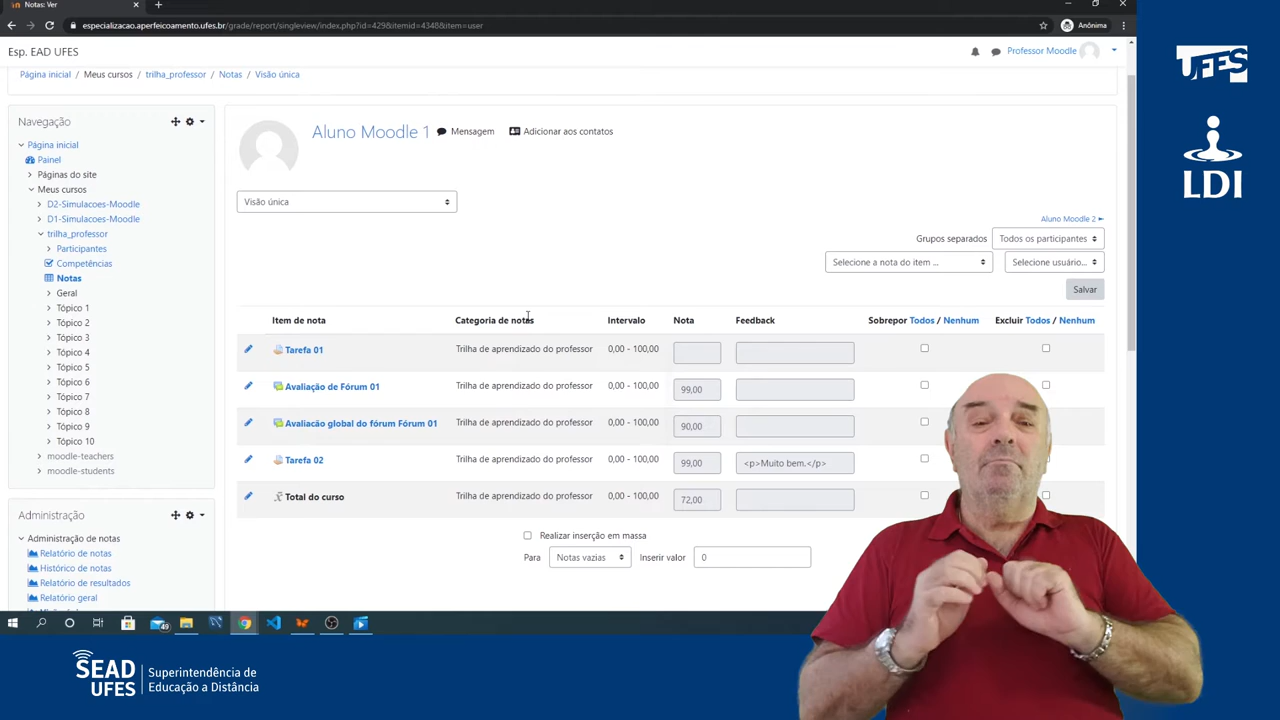 Notas: Ver
especializacao.aperfeicoamento.ufes.br/grade/report/singleview/index.php?id=429&itemid=4348&item=user
Anônima
Esp. EAD UFES
Professor Moodle
Página inicial / Meus cursos / trilha_professor / Notas / Visão única
Navegação
Página inicial
Painel
Páginas do site
Meus cursos
D2-Simulacoes-Moodle
D1-Simulacoes-Moodle
trilha_professor
Participantes
Competências
Notas
Geral
Tópico 1
Tópico 2
Tópico 3
Tópico 4
Tópico 5
Tópico 6
Tópico 7
Tópico 8
Tópico 9
Tópico 10
moodle-teachers
moodle-students
Administração
Administração de notas
Relatório de notas
Histórico de notas
Relatório de resultados
Relatório geral
Aluno Moodle 1 Mensagem Adicionar aos contatos
Visão única
Aluno Moodle 2
Grupos separados Todos os participantes
Selecione a nota do item ... Selecione usuário...
Salvar
Item de nota Categoria de notas Intervalo Nota Feedback Sobrepor Todos / Nenhum Excluir Todos / Nenhum
Tarefa 01 Trilha de aprendizado do professor 0,00 - 100,00
Avaliação de Fórum 01 Trilha de aprendizado do professor 0,00 - 100,00 99,00
Avaliação global do fórum Fórum 01 Trilha de aprendizado do professor 0,00 - 100,00 90,00
Tarefa 02 Trilha de aprendizado do professor 0,00 - 100,00 99,00 <p>Muito bem.</p>
Total do curso Trilha de aprendizado do professor 0,00 - 100,00 72,00
Realizar inserção em massa
Para Notas vazias Inserir valor 0
49
UFES
LDI
SEAD UFES
Superintendência de
Educação a Distância